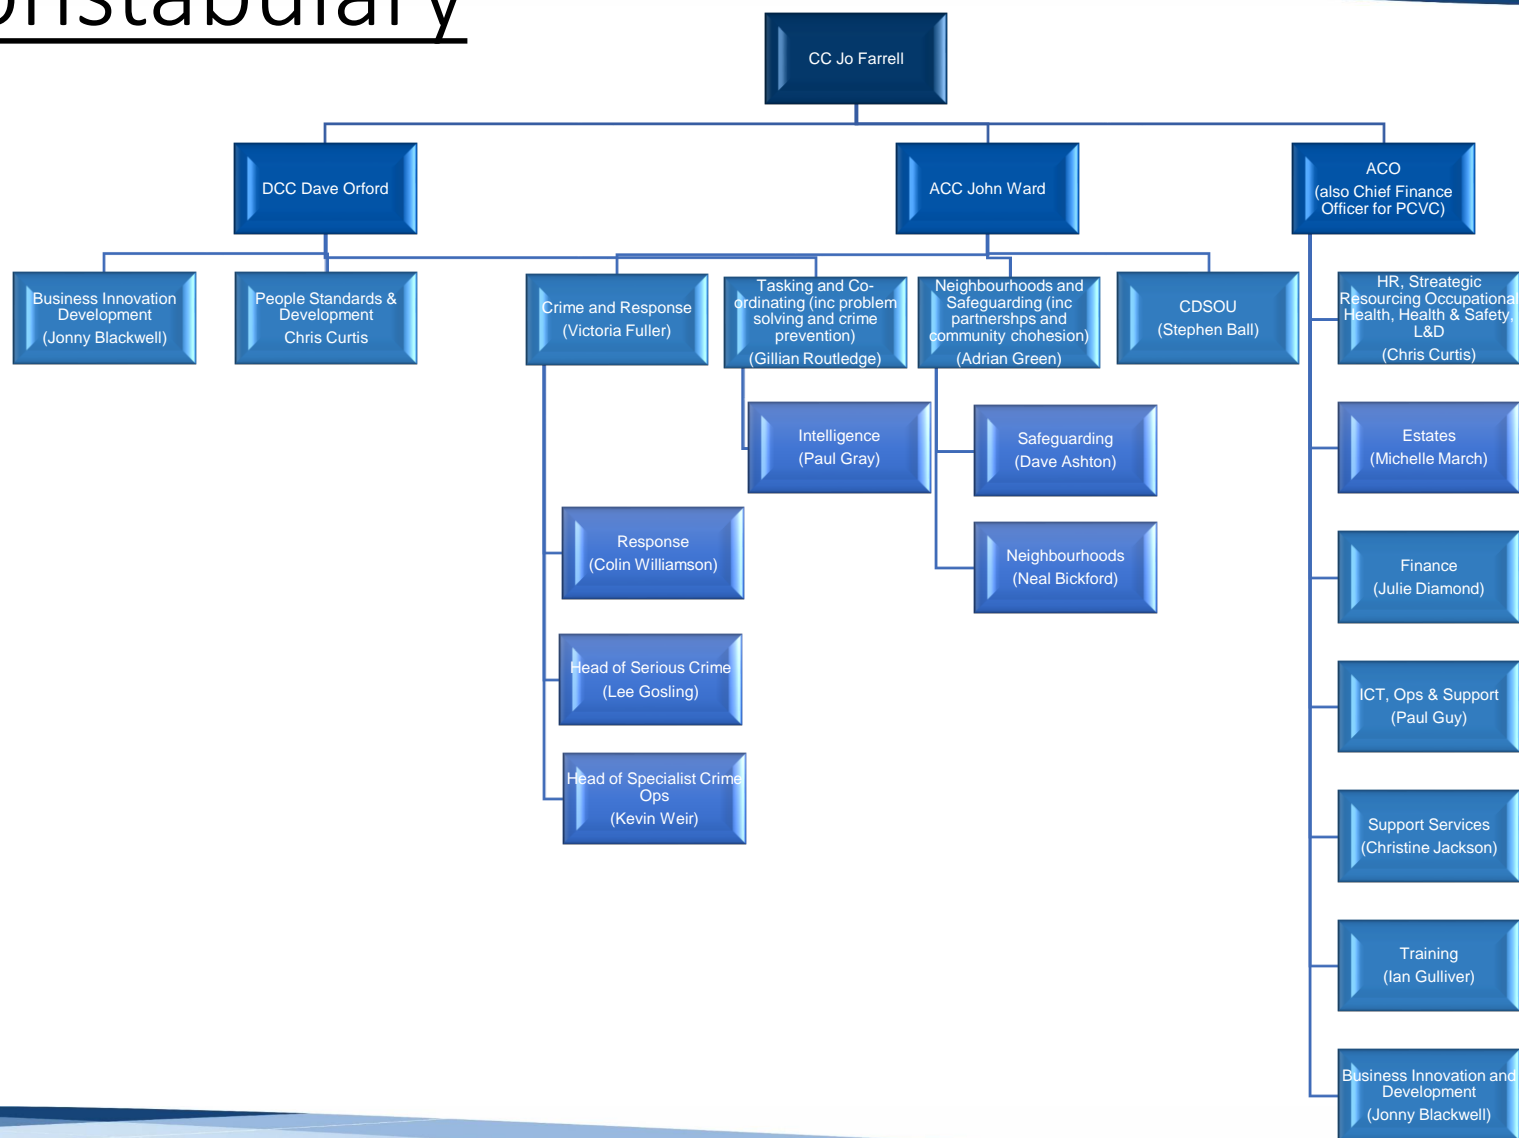 onstabulary
CC Jo Farrell
DCC Dave Orford
ACC John Ward
ACO
(also Chief Finance
Officer for PCVC)
Business Innovation
Development
(Jonny Blackwell)
People Standards &
Development
Chris Curtis
Crime and Response
(Victoria Fuller)
Tasking and Co-
ordinating (inc problem
solving and crime
prevention)
(Gillian Routledge)
Neighbourhoods and
Safeguarding (inc
partnershps and
community chohesion)
(Adrian Green)
CDSOU
(Stephen Ball)
HR, Streategic
Resourcing Occupational
Health, Health & Safety,
L&D
(Chris Curtis)
Intelligence
(Paul Gray)
Safeguarding
(Dave Ashton)
Estates
(Michelle March)
Response
(Colin Williamson)
Neighbourhoods
(Neal Bickford)
Finance
(Julie Diamond)
Head of Serious Crime
(Lee Gosling)
ICT, Ops & Support
(Paul Guy)
Head of Specialist Crime
Ops
(Kevin Weir)
Support Services
(Christine Jackson)
Training
(Ian Gulliver)
Business Innovation and
Development
(Jonny Blackwell)